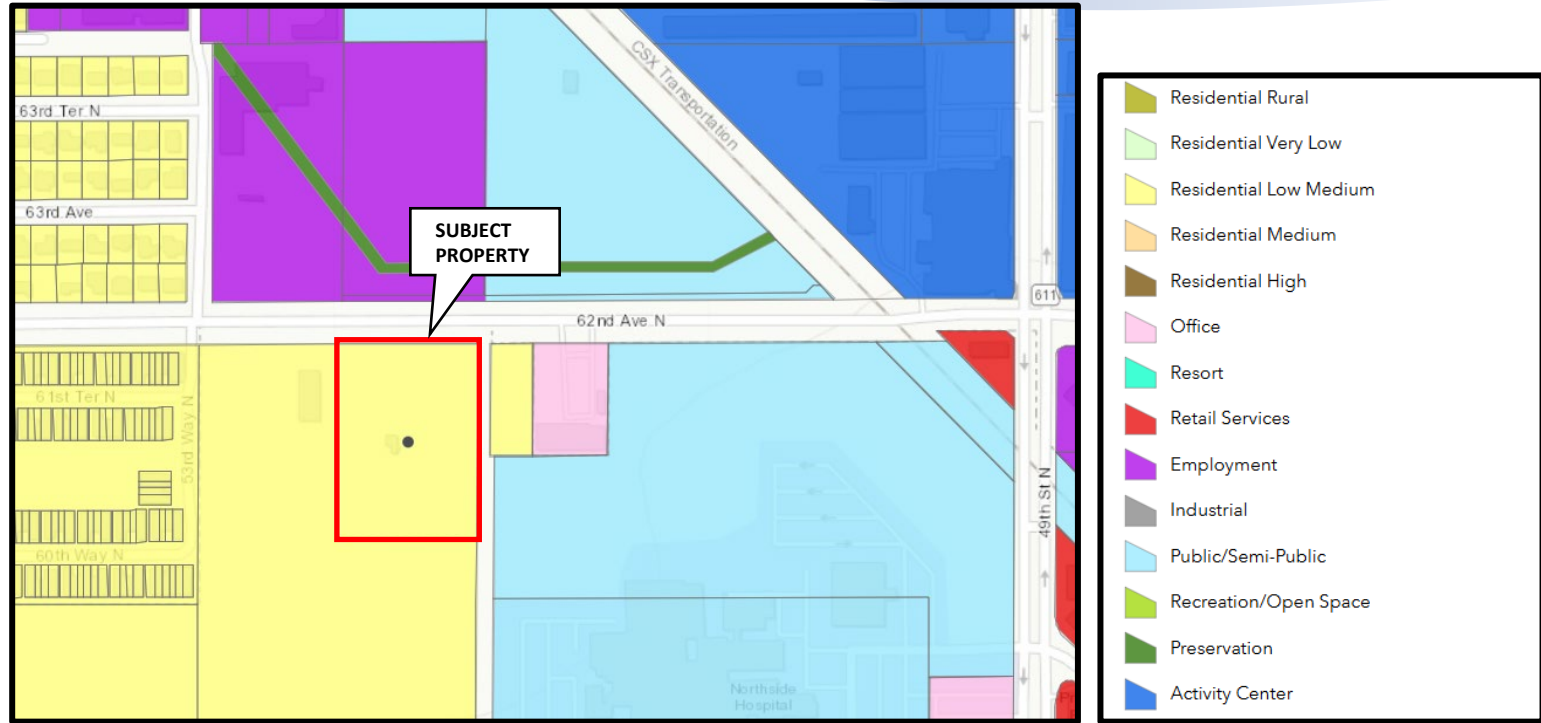 CSX Transportation
63rd Ter N
63rd Ave
SUBJECT
PROPERTY
611
62nd Ave N
61st Ter N
53rd Way N
49th St N
60th Way N
Northside
Hospital
Residential Rural
Residential Very Low
Residential Low Medium
Residential Medium
Residential High
Office
Resort
Retail Services
Employment
Industrial
Public/Semi-Public
Recreation/Open Space
Preservation
Activity Center